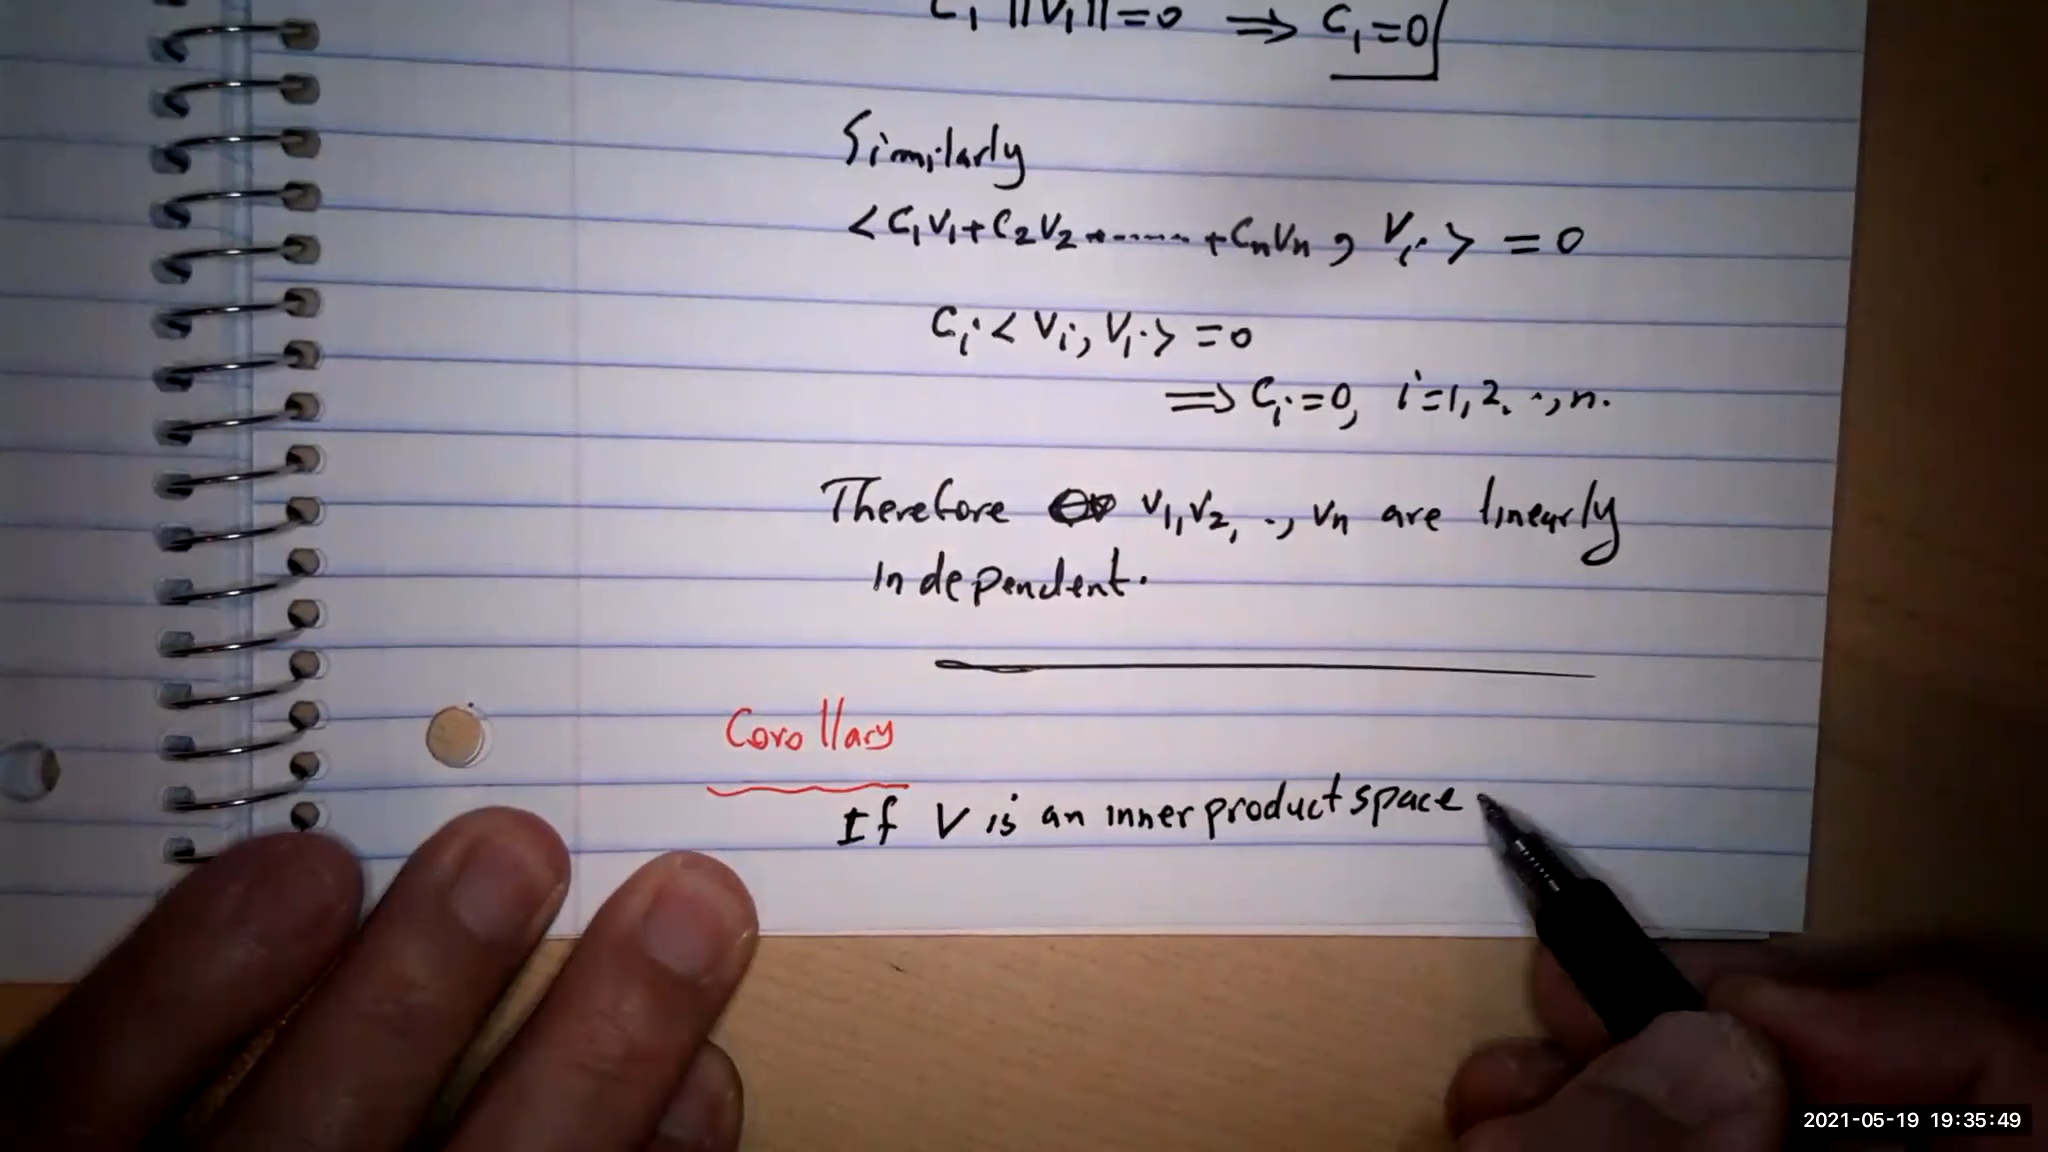 C₁ ||V₁|| = 0 ⟹ C₁ = 0
Similarly
< C₁V₁ + C₂V₂ + ...... + CₙVₙ , Vᵢ > = 0
Cᵢ < Vᵢ , Vᵢ > = 0
⟹ Cᵢ = 0, i = 1, 2, .., n.
Therefore V₁, V₂, .., Vₙ are linearly
independent.
Corollary
If V is an inner product space
2021-05-19 19:35:49